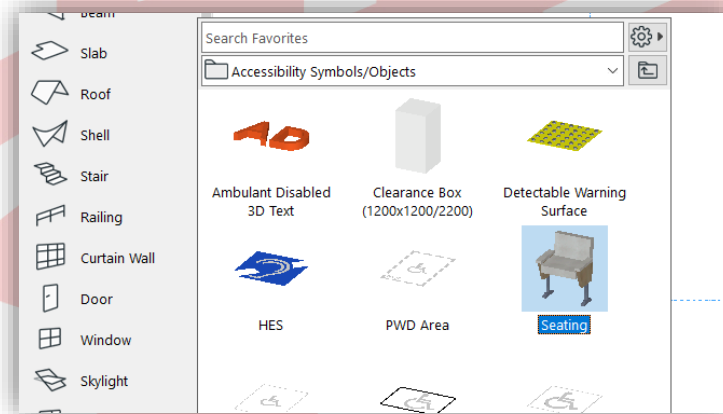 Beam
Slab
Roof
Shell
Stair
Railing
Curtain Wall
Door
Window
Skylight
Search Favorites
Accessibility Symbols/Objects
AD
Ambulant Disabled
3D Text
Clearance Box
(1200x1200/2200)
Detectable Warning
Surface
HES
PWD Area
Seating